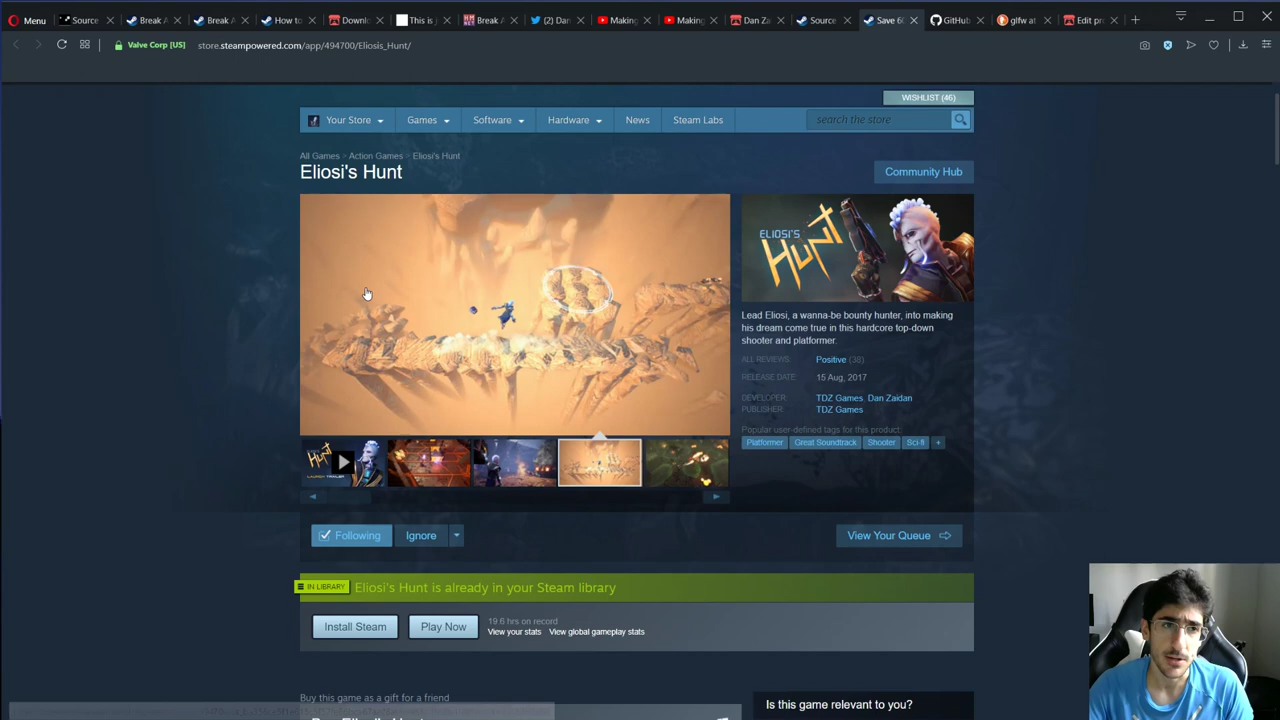 Menu
Source
Break A
Break A
How to
Downlo
This is
Break A
(2) Dan
Making
Making
Dan Za
Source
Save 60
GitHub
glfw at
Edit pro
Valve Corp [US]
store.steampowered.com/app/494700/Eliosis_Hunt/
WISHLIST (46)
Your Store
Games
Software
Hardware
News
Steam Labs
search the store
All Games > Action Games > Eliosi's Hunt
Eliosi's Hunt
Community Hub
ELIOSI'S
HUNT
Lead Eliosi, a wanna-be bounty hunter, into making
his dream come true in this hardcore top-down
shooter and platformer.
ALL REVIEWS: Positive (38)
RELEASE DATE: 15 Aug, 2017
DEVELOPER: TDZ Games, Dan Zaidan
PUBLISHER: TDZ Games
Popular user-defined tags for this product:
Platformer
Great Soundtrack
Shooter
Sci-fi
+
Following
Ignore
View Your Queue
IN LIBRARY
Eliosi's Hunt is already in your Steam library
Install Steam
Play Now
19.6 hrs on record
View your stats
View global gameplay stats
Buy this game as a gift for a friend
Is this game relevant to you?